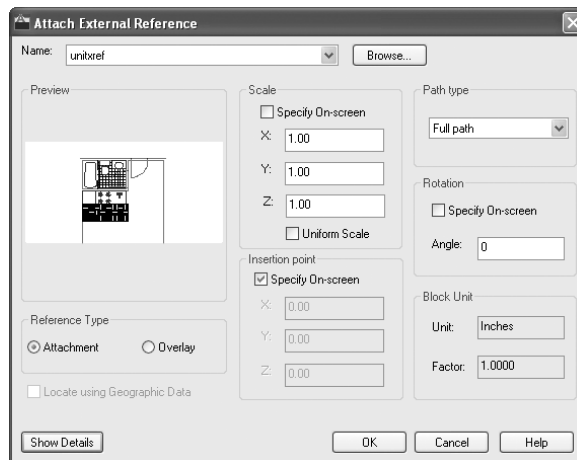 Attach External Reference
Name: unitxref Browse...
Preview
Reference Type
Attachment Overlay
Locate using Geographic Data
Scale
Specify On-screen
X: 1.00
Y: 1.00
Z: 1.00
Uniform Scale
Insertion point
Specify On-screen
X: 0.00
Y: 0.00
Z: 0.00
Path type
Full path
Rotation
Specify On-screen
Angle: 0
Block Unit
Unit: Inches
Factor: 1.0000
Show Details OK Cancel Help